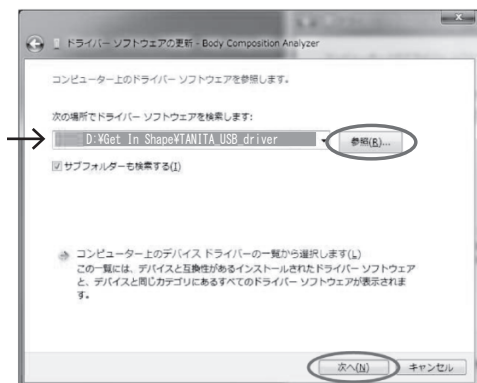 ドライバー ソフトウェアの更新 - Body Composition Analyzer
コンピューター上のドライバー ソフトウェアを参照します。
次の場所でドライバー ソフトウェアを検索します:
D:¥Get In Shape¥TANITA_USB_driver
参照(R)...
サブフォルダーも検索する(I)
コンピューター上のデバイス ドライバーの一覧から選択します(L)
この一覧には、デバイスと互換性があるインストールされたドライバー ソフトウェア
と、デバイスと同じカテゴリにあるすべてのドライバー ソフトウェアが表示されま
す。
次へ(N)
キャンセル